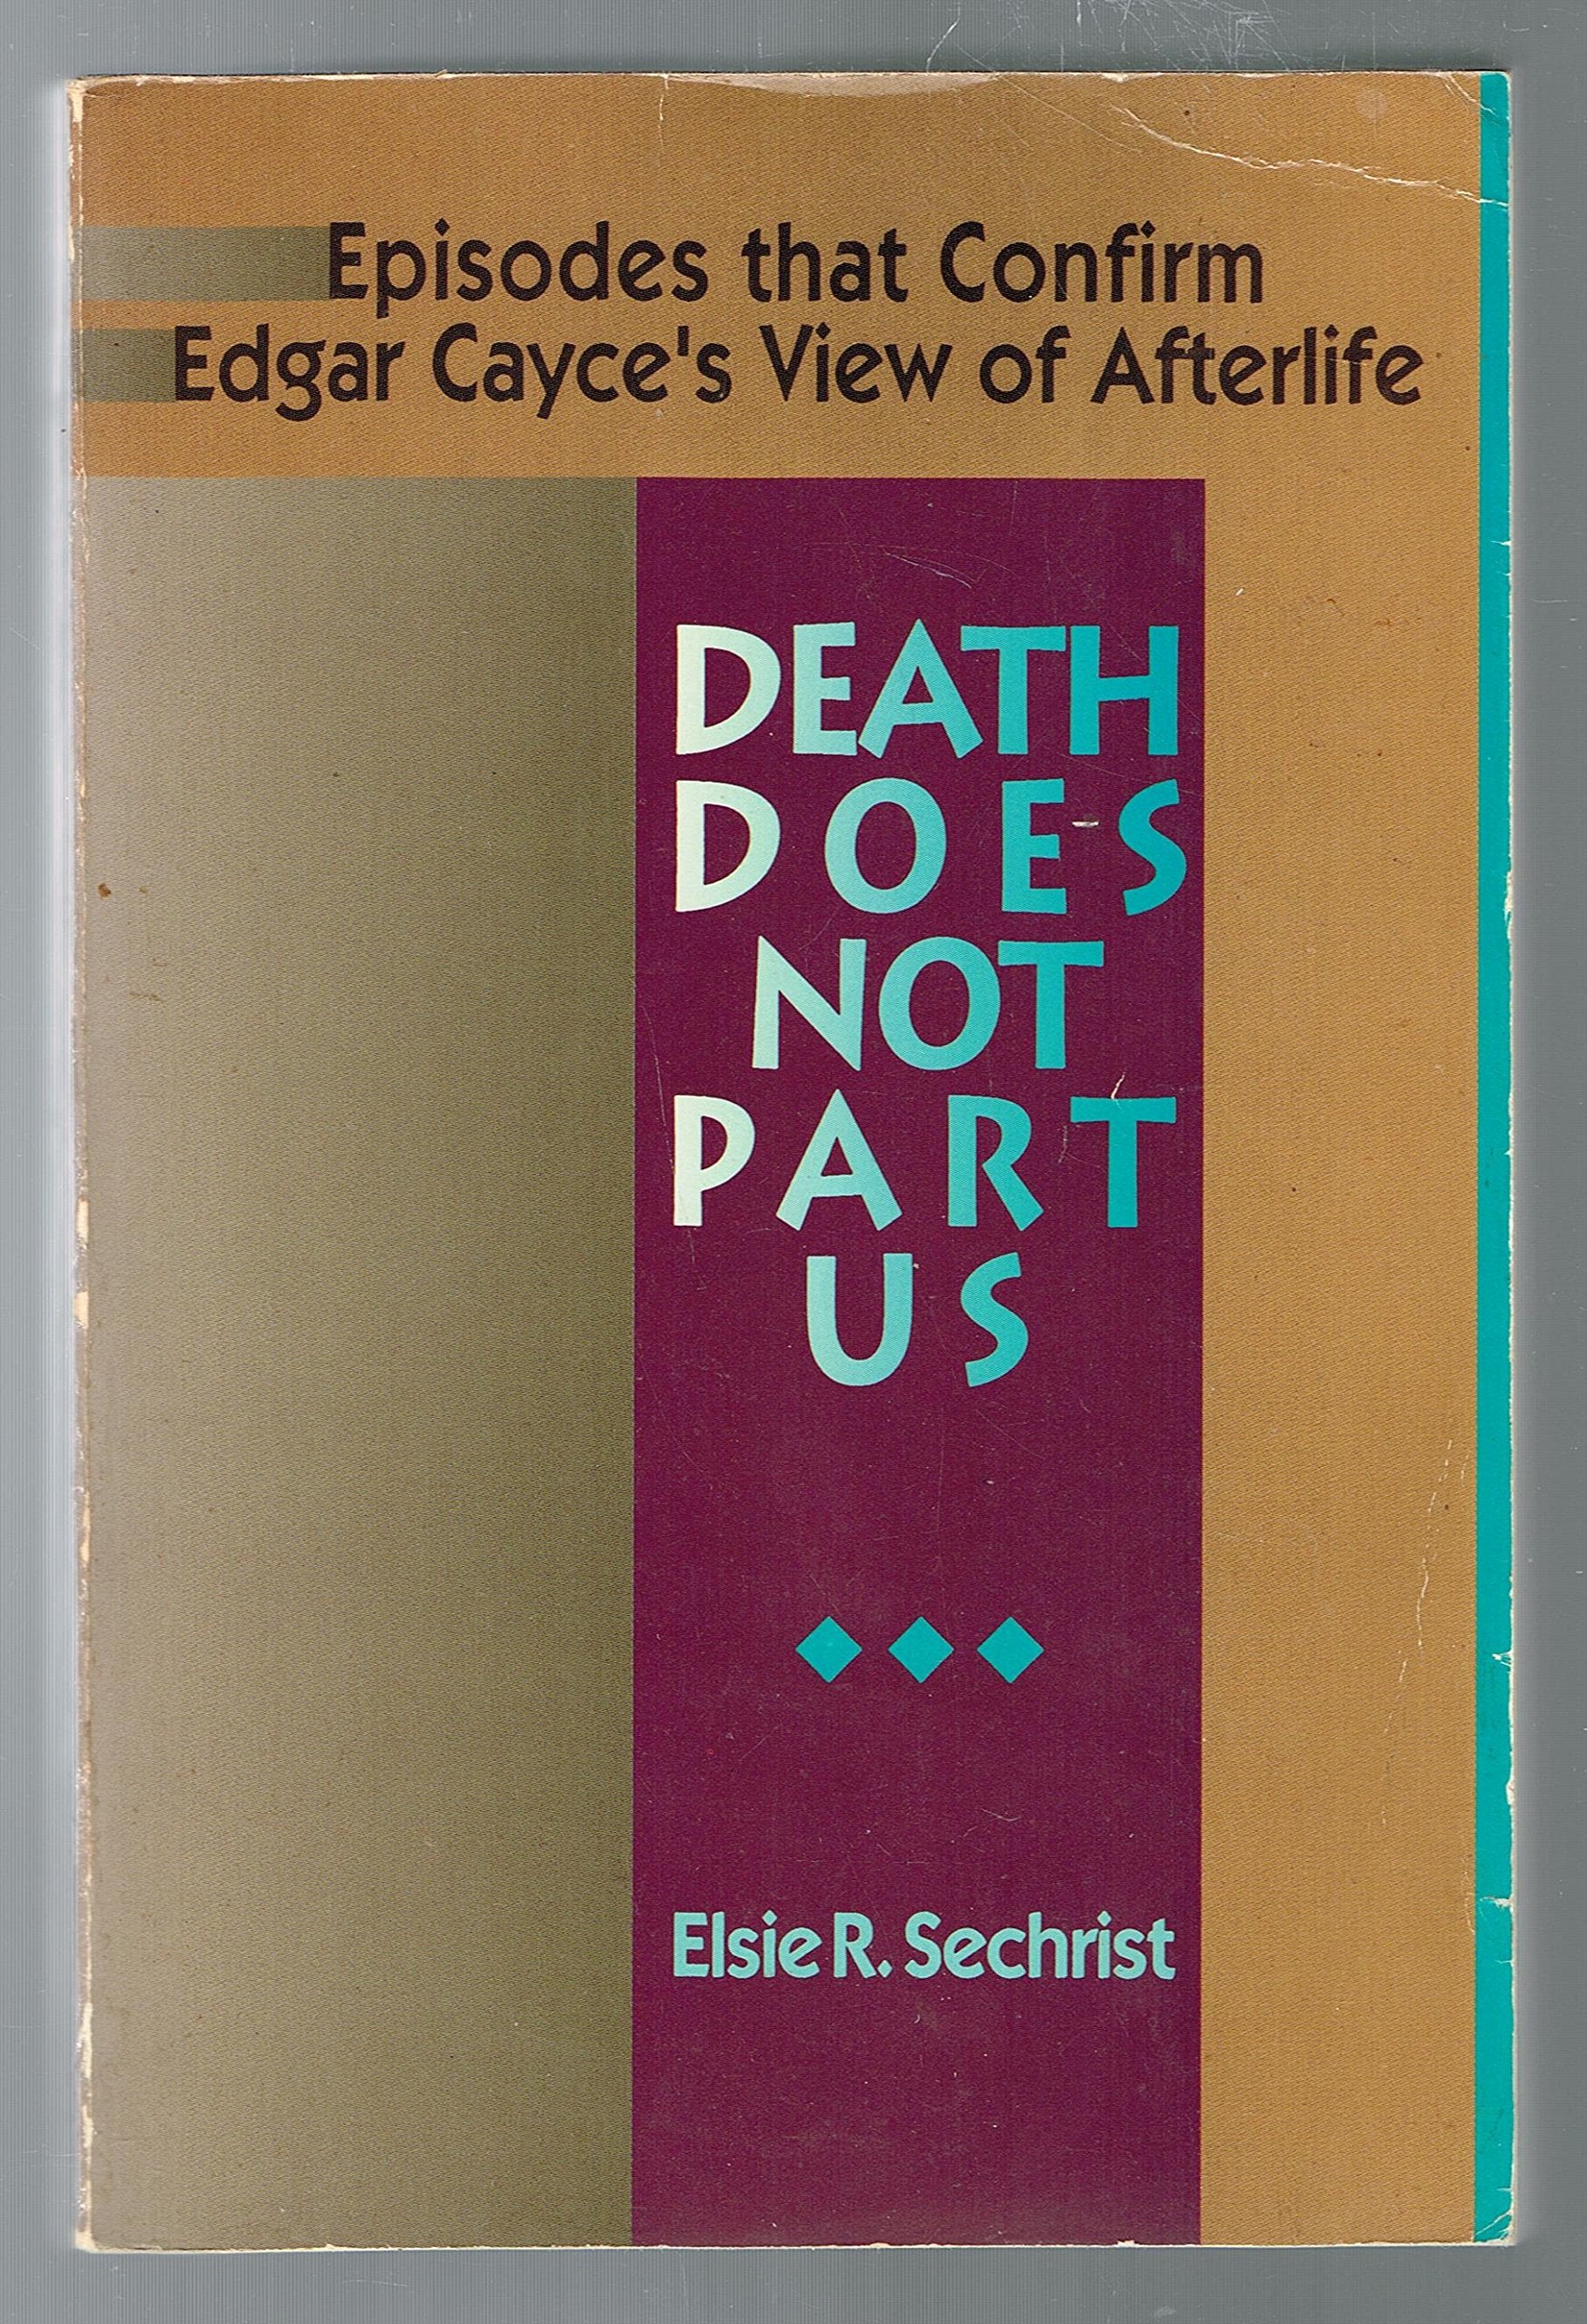 Episodes that Confirm
Edgar Cayce's View of Afterlife
DEATH
DOES
NOT
PART
US
Elsie R. Sechrist